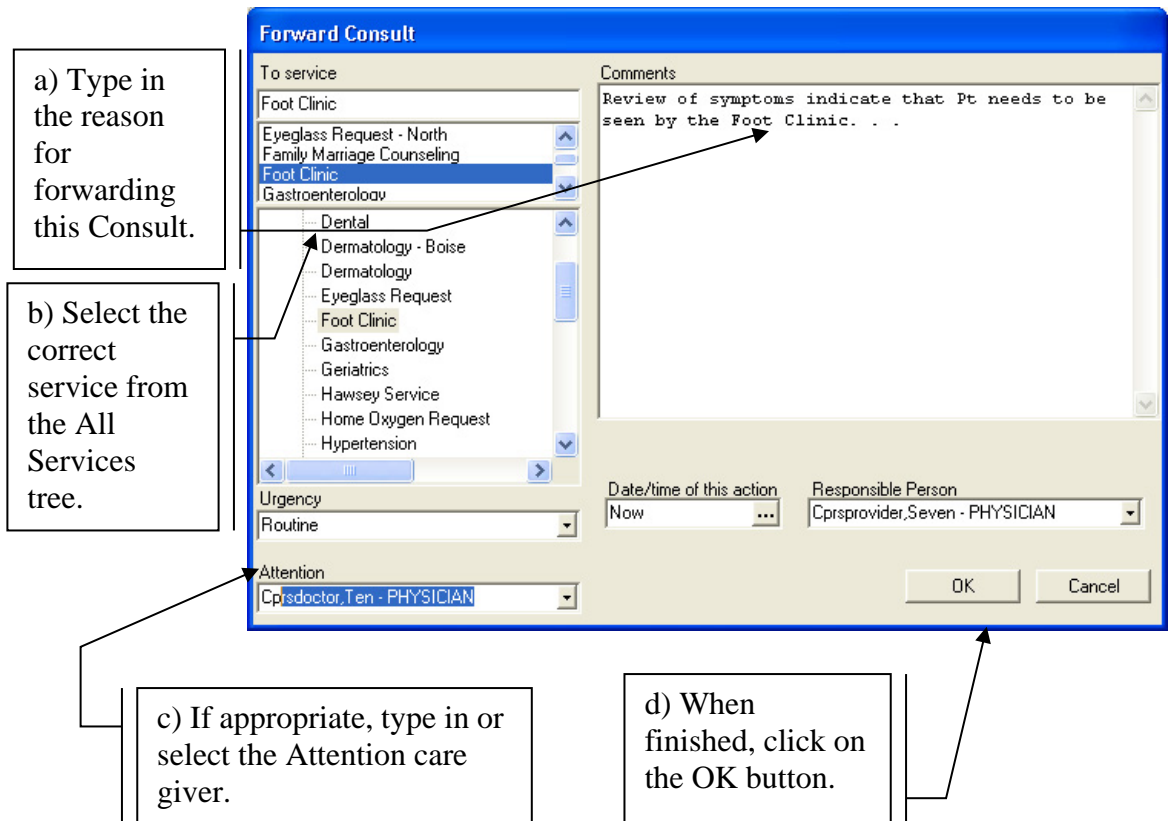 Forward Consult
a) Type in
the reason
for
forwarding
this Consult.
b) Select the
correct
service from
the All
Services
tree.
To service
Foot Clinic
Eyeglass Request - North
Family Marriage Counseling
Foot Clinic
Gastroenterology
Dental
Dermatology - Boise
Dermatology
Eyeglass Request
Foot Clinic
Gastroenterology
Geriatrics
Hawsey Service
Home Oxygen Request
Hypertension
Urgency
Routine
Attention
Cprsdoctor,Ten - PHYSICIAN
Comments
Review of symptoms indicate that Pt needs to be
seen by the Foot Clinic. . .
Date/time of this action
Now
...
Responsible Person
Cprsprovider,Seven - PHYSICIAN
OK
Cancel
c) If appropriate, type in or
select the Attention care
giver.
d) When
finished, click on
the OK button.